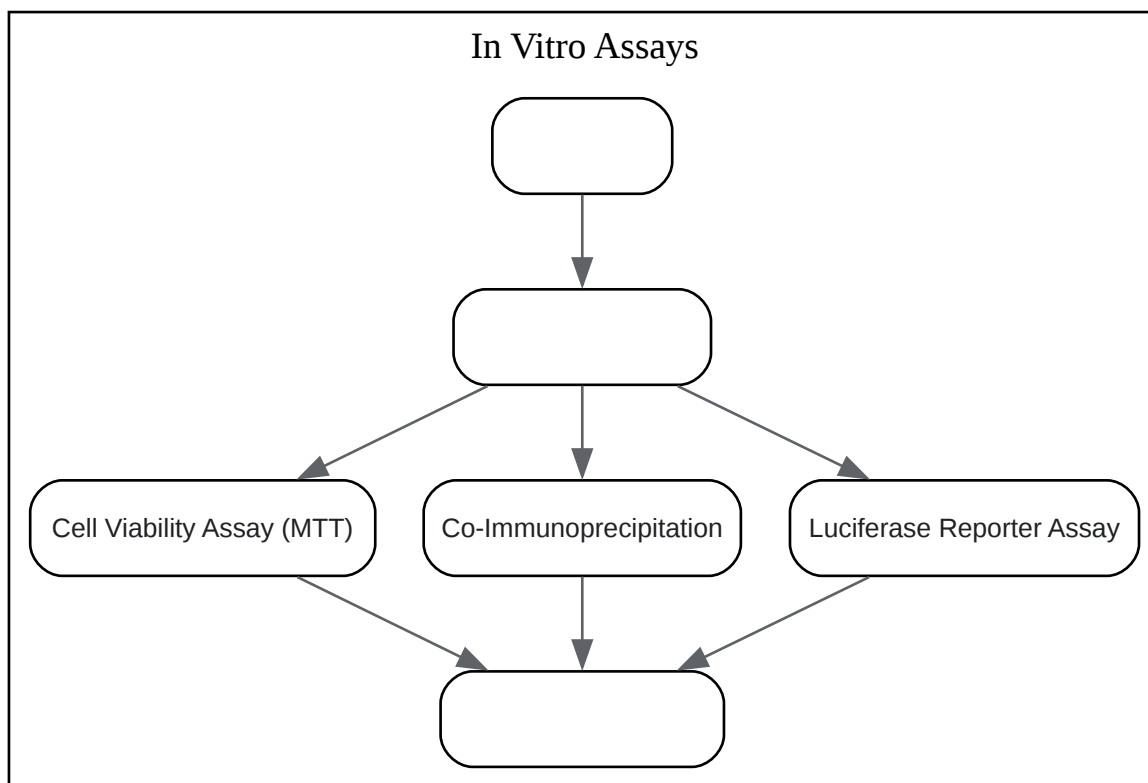 In Vitro Assays
Cell Viability Assay (MTT)
Co-Immunoprecipitation
Luciferase Reporter Assay